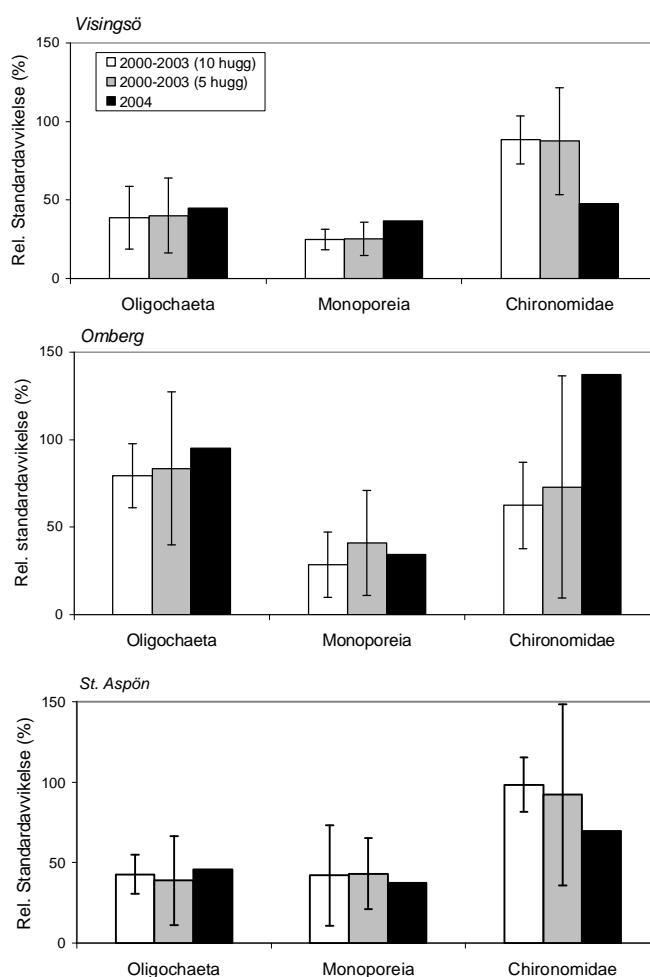 Visingsö
Rel. Standardavvikelse (%)
150
100
50
0
2000-2003 (10 hugg)
2000-2003 (5 hugg)
2004
Oligochaeta Monoporeia Chironomidae
Omberg
Rel. standardavvikelse (%)
150
100
50
0
Oligochaeta Monoporeia Chironomidae
St. Aspön
Rel. Standardavvikelse (%)
150
100
50
0
Oligochaeta Monoporeia Chironomidae